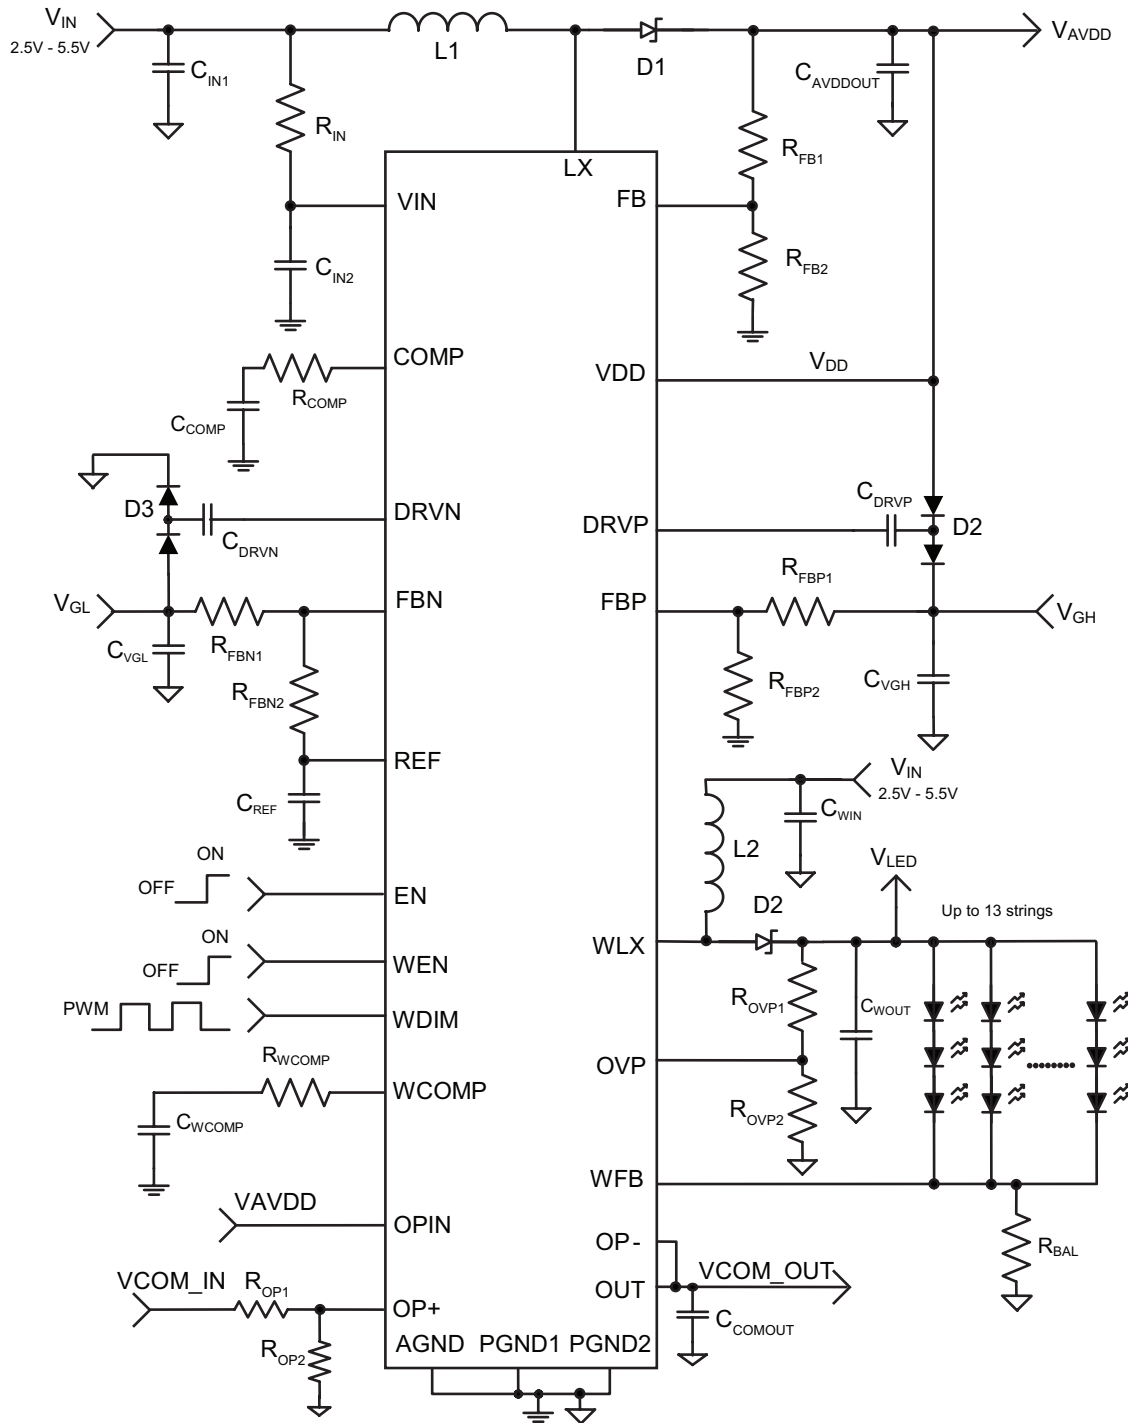 VIN
2.5V - 5.5V
CIN1
L1
D1
VAVDD
CAVDDOUT
RIN
LX
RFB1
VIN
FB
CIN2
RFB2
COMP
RCOMP
CCOMP
VDD
VDD
D3
CDRVN
DRVN
DRVP
CDRVP
D2
VGL
CVGL
RFBN1
FBN
FBP
RFBP1
VGH
RFBN2
RFBP2
CVGH
REF
CREF
VIN
2.5V - 5.5V
CWIN
L2
VLED
ON
OFF
EN
D2
Up to 13 strings
ON
OFF
WEN
WLX
PWM
WDIM
ROVP1
CWOUT
RWCOMP
WCOMP
OVP
CWCOMP
ROVP2
WFB
VAVDD
OPIN
OP-
RBAL
VCOM_IN
ROP1
OP+
OUT
VCOM_OUT
CCOMOUT
ROP2
AGND PGND1 PGND2